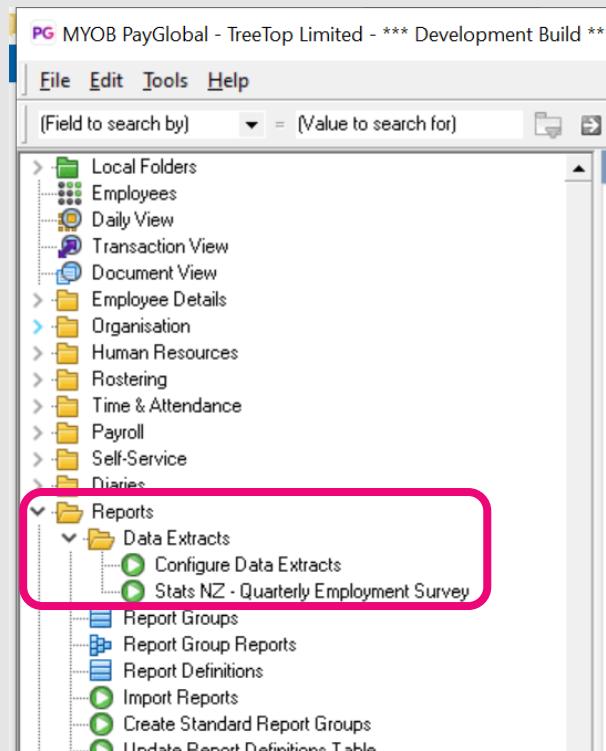 PG MYOB PayGlobal - TreeTop Limited - *** Development Build **
File Edit Tools Help
(Field to search by) = (Value to search for)
Local Folders
Employees
Daily View
Transaction View
Document View
Employee Details
Organisation
Human Resources
Rostering
Time & Attendance
Payroll
Self-Service
Diaries
Reports
Data Extracts
Configure Data Extracts
Stats NZ - Quarterly Employment Survey
Report Groups
Report Group Reports
Report Definitions
Import Reports
Create Standard Report Groups
Update Report Definitions Table